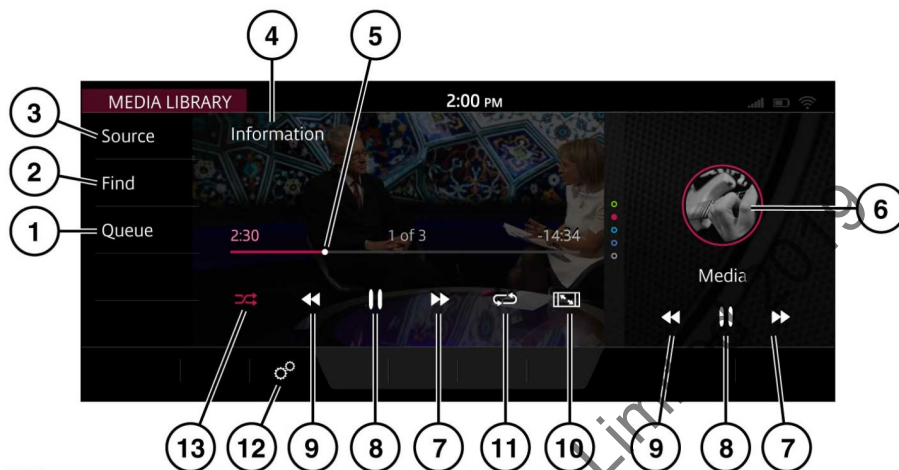 4 5
MEDIA LIBRARY 2:00 PM
3 Source Information
2 Find
1 Queue 6
2:30 1 of 3 -14:34
Media
13 12 9 8 7 11 10 9 8 7